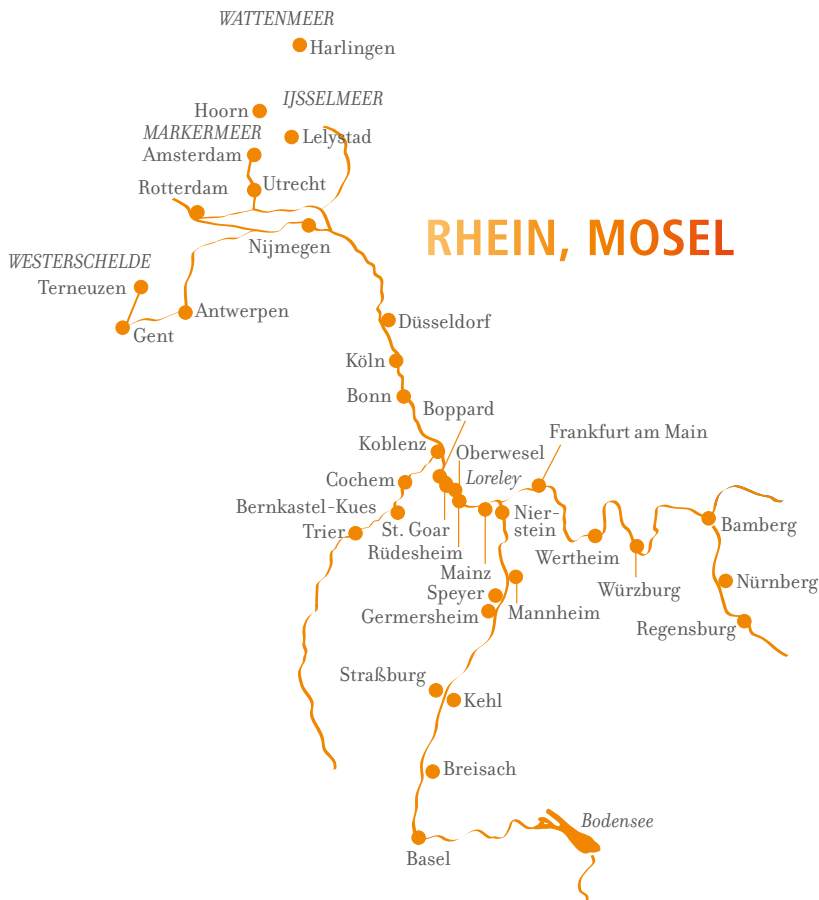 WATTENMEER
Harlingen
IJSSELMEER
Hoorn
MARKERMEER
Lelystad
Amsterdam
Rotterdam
Utrecht
RHEIN, MOSEL
Nijmegen
WESTERSCHELDE
Terneuzen
Antwerpen
Gent
Düsseldorf
Köln
Bonn
Boppard
Frankfurt am Main
Koblenz
Oberwesel
Loreley
Cochem
Bernkastel-Kues
Trier
St. Goar
Nier-
stein
Rüdesheim
Bamberg
Wertheim
Mainz
Würzburg
Nürnberg
Speyer
Mannheim
Germersheim
Regensburg
Straßburg
Kehl
Breisach
Bodensee
Basel